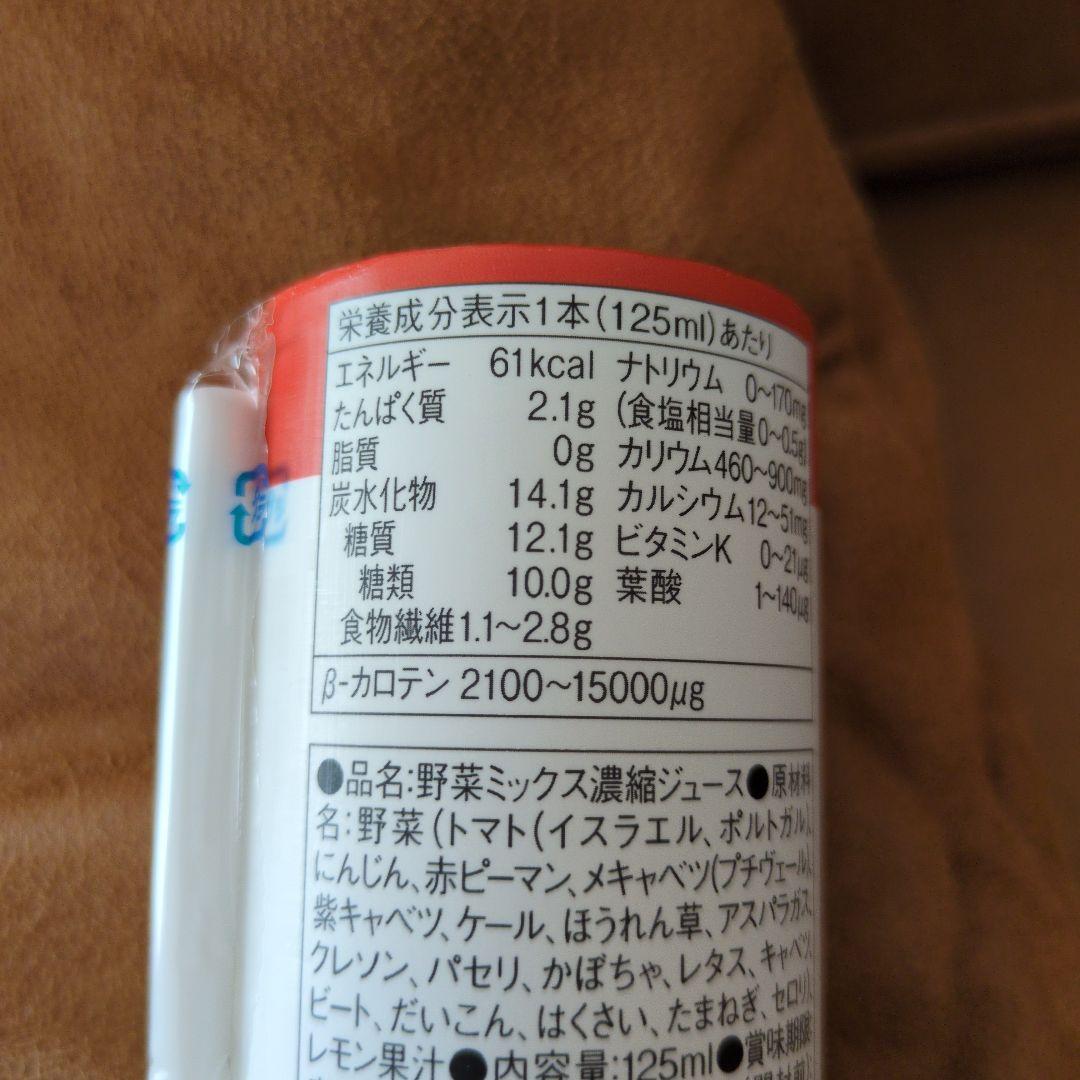 栄養成分表示1本(125ml)あたり
エネルギー 61kcal ナトリウム 0〜170mg
たんぱく質 2.1g (食塩相当量0〜0.5g)
脂質 0g カリウム460〜900mg
炭水化物 14.1g カルシウム12〜51mg
糖質 12.1g ビタミンK 0〜21μg
糖類 10.0g 葉酸 1〜140μg
食物繊維1.1〜2.8g
β-カロテン 2100〜15000μg
●品名:野菜ミックス濃縮ジュース●原材料
名:野菜(トマト(イスラエル、ポルトガル)、
にんじん、赤ピーマン、メキャベツ(プチヴェール)、
紫キャベツ、ケール、ほうれん草、アスパラガス、
クレソン、パセリ、かぼちゃ、レタス、キャベツ、
ビート、だいこん、はくさい、たまねぎ、セロリ)、
レモン果汁●内容量:125ml●賞味期限: